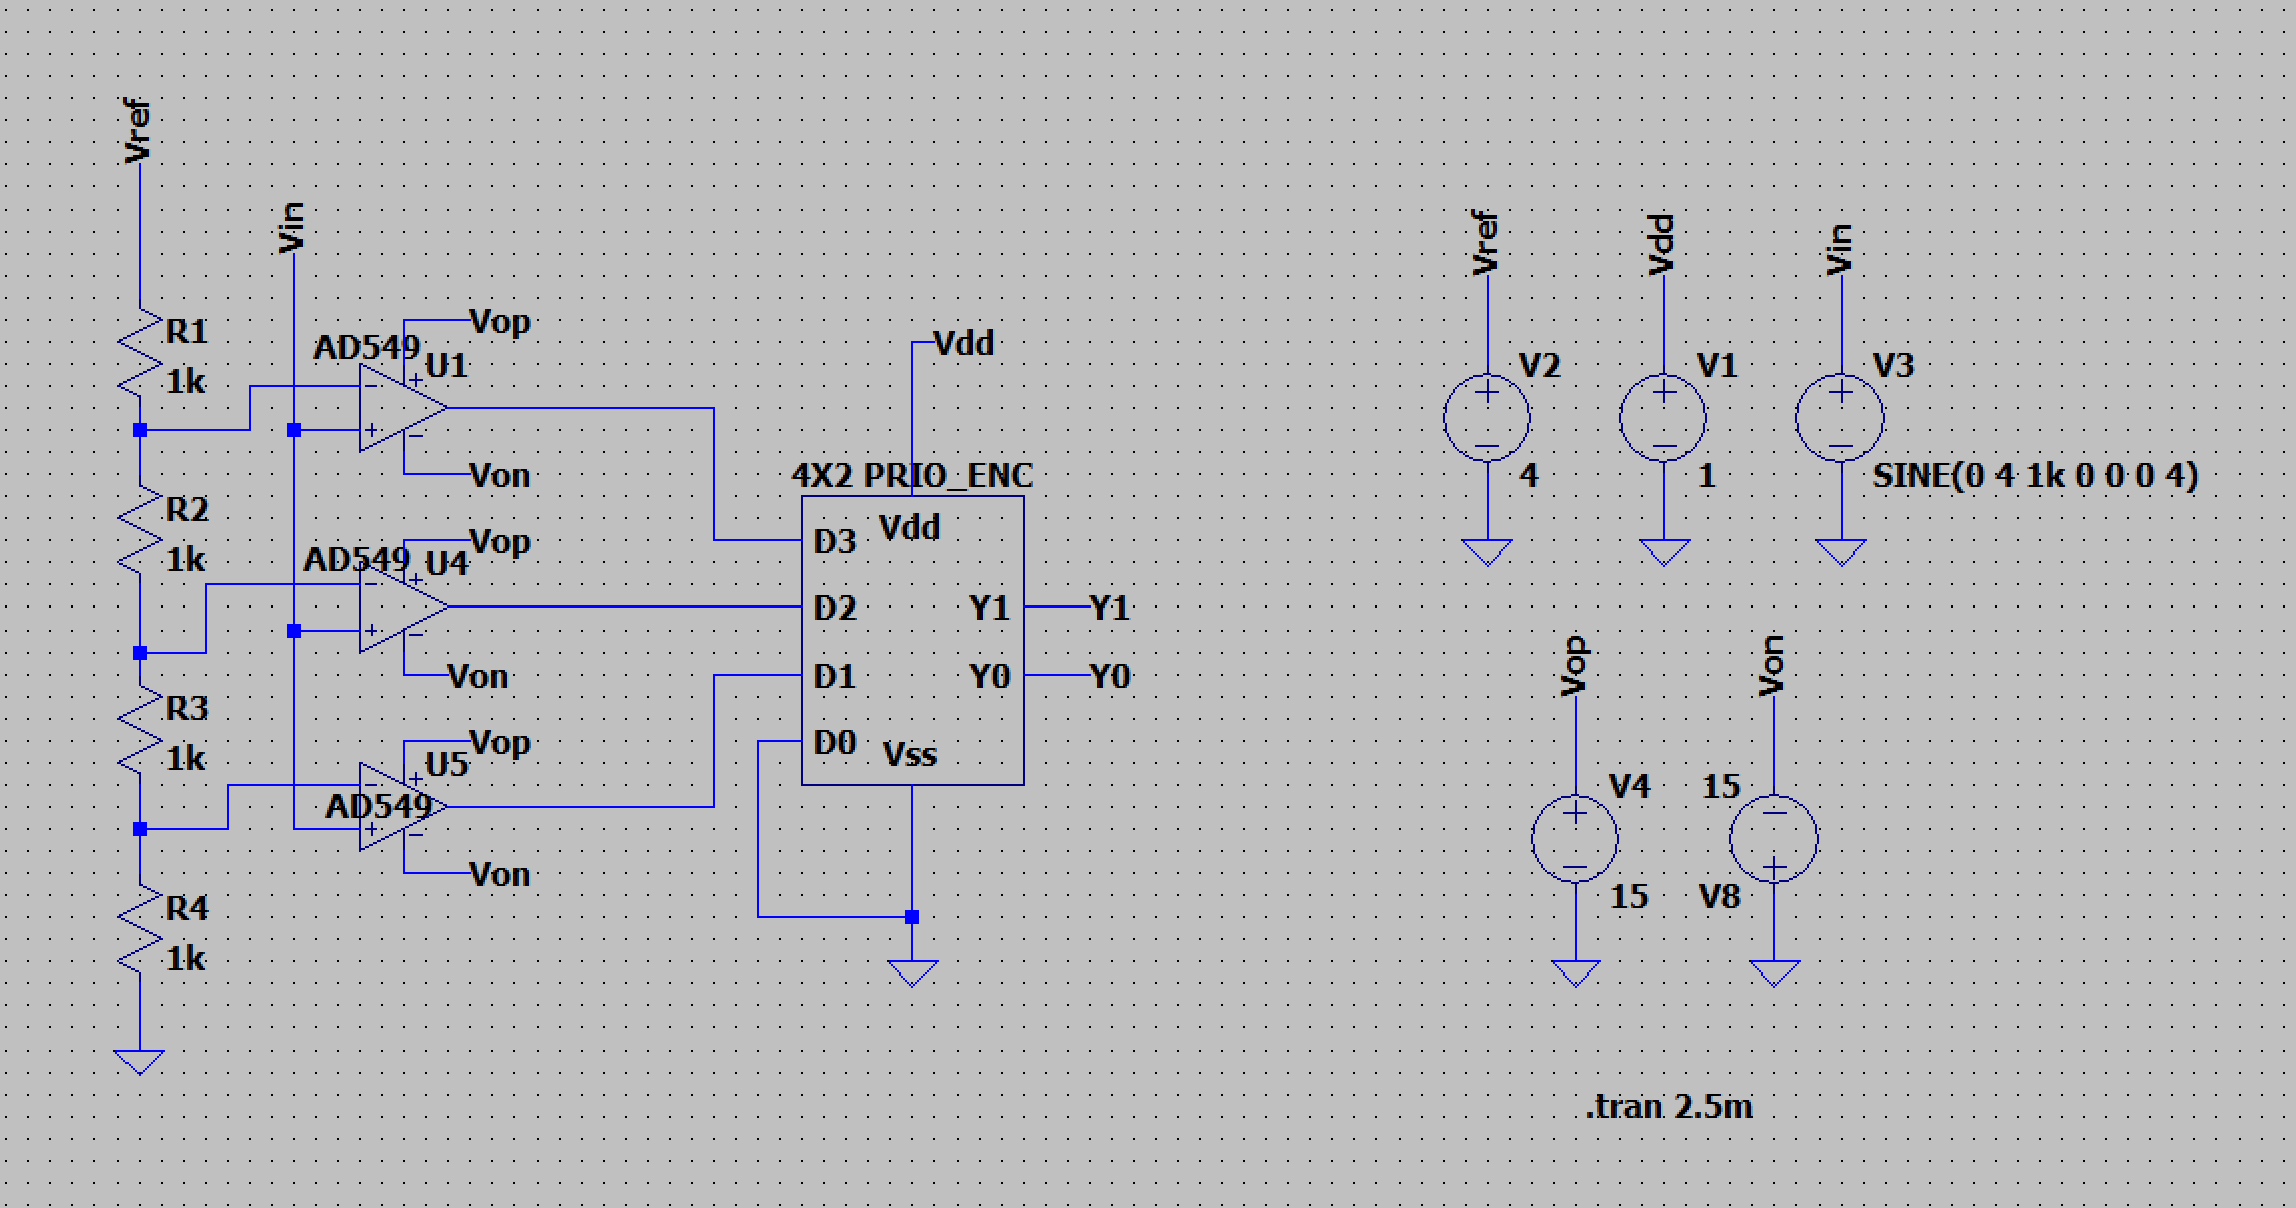 Vref
Vin
R1
1k
AD549
U1
Vop
Von
R2
1k
AD549
U4
Vop
Von
R3
1k
AD549
U5
Vop
Von
R4
1k
Vdd
4X2 PRIO_ENC
Vdd
D3
D2
D1
D0
Y1
Y0
Vss
Y1
Y0
Vref
V2
4
Vdd
V1
1
Vin
V3
SINE(0 4 1k 0 0 0 4)
Vop
V4
15
Von
15
V8
.tran 2.5m